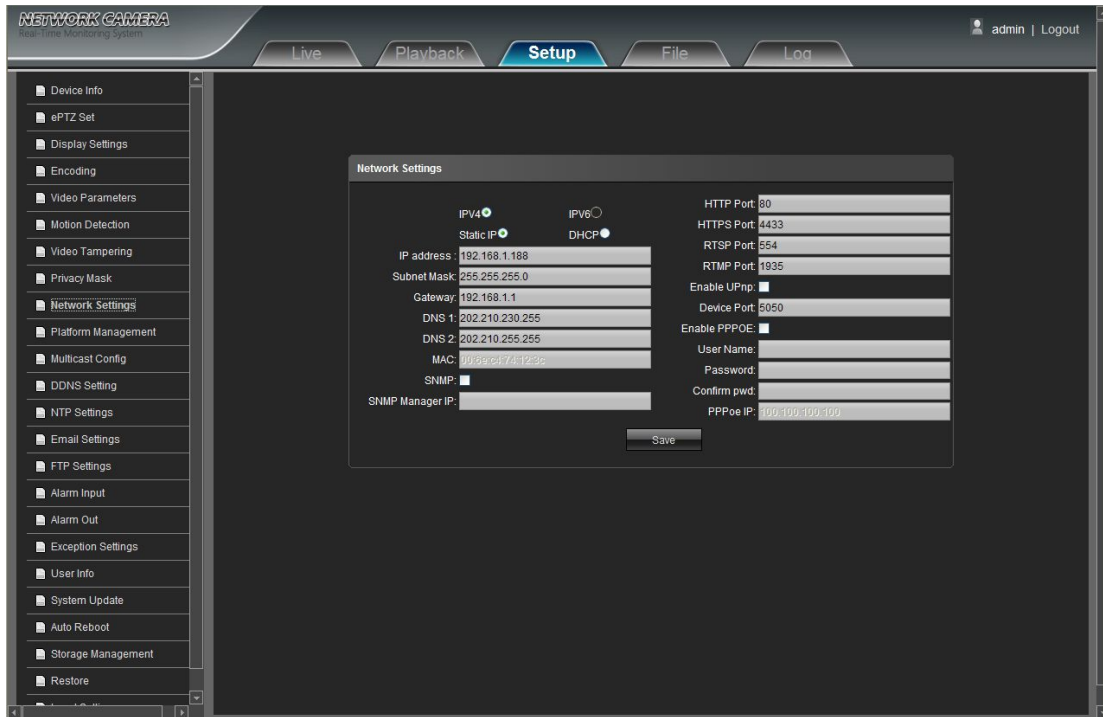 NETWORK CAMERA
Real-Time Monitoring System
admin | Logout
Live
Playback
Setup
File
Log
Device Info
ePTZ Set
Display Settings
Encoding
Video Parameters
Motion Detection
Video Tampering
Privacy Mask
Network Settings
Platform Management
Multicast Config
DDNS Setting
NTP Settings
Email Settings
FTP Settings
Alarm Input
Alarm Out
Exception Settings
User Info
System Update
Auto Reboot
Storage Management
Restore
Network Settings
IPV4 IPV6
Static IP DHCP
IP address : 192.168.1.188
Subnet Mask: 255.255.255.0
Gateway: 192.168.1.1
DNS 1: 202.210.230.255
DNS 2: 202.210.255.255
MAC:
SNMP:
SNMP Manager IP:
HTTP Port: 80
HTTPS Port: 4433
RTSP Port: 554
RTMP Port: 1935
Enable UPnp:
Device Port: 5050
Enable PPPOE:
User Name:
Password:
Confirm pwd:
PPPoe IP: 100.100.100.100
Save